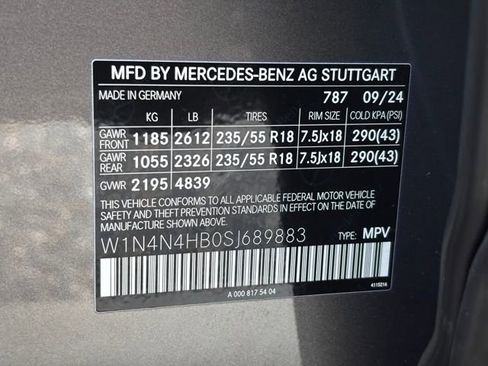 MFD BY MERCEDES-BENZ AG STUTTGART
MADE IN GERMANY 787 09/24
KG LB TIRES RIM SIZE COLD KPA(PSI)
GAWR FRONT 1185 2612 235/55 R18 7.5Jx18 290(43)
GAWR REAR 1055 2326 235/55 R18 7.5Jx18 290(43)
GVWR 2195 4839
THIS VEHICLE CONFORMS TO ALL APPLICABLE FEDERAL MOTOR VEHICLE
SAFETY AND THEFT PREVENTION STANDARDS IN EFFECT ON THE DATE OF
MANUFACTURE SHOWN ABOVE.
W1N4N4HB0SJ689883 TYPE: MPV
A 000 817 54 04 4115214